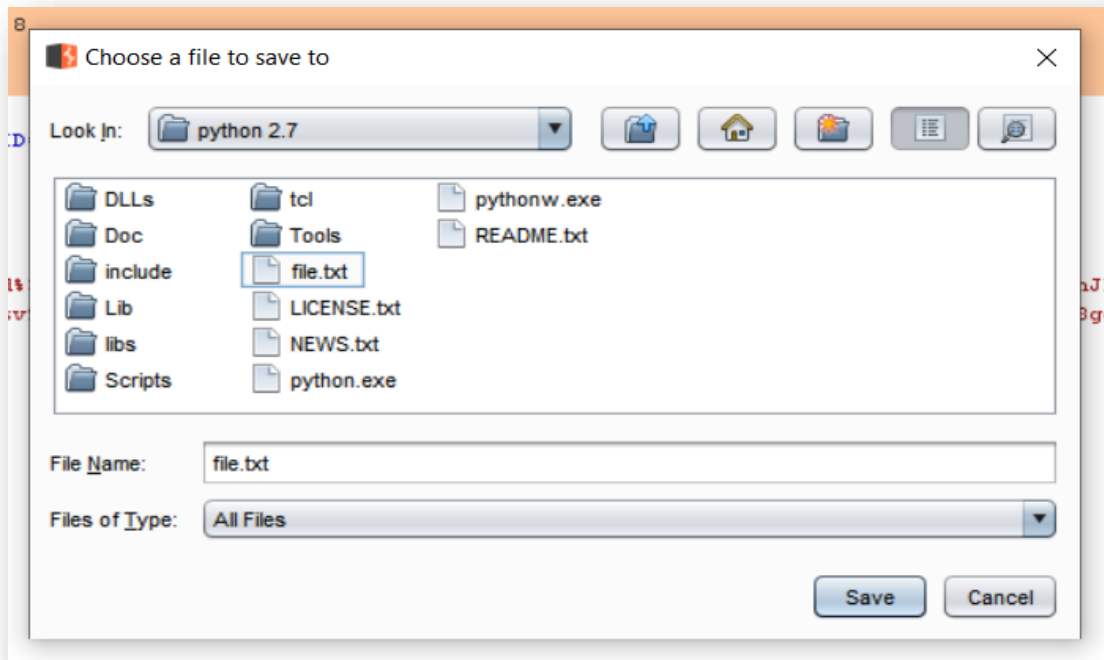 8
Choose a file to save to
Look In: python 2.7
DLLs tcl pythonw.exe
Doc Tools README.txt
include file.txt
Lib LICENSE.txt
libs NEWS.txt
Scripts python.exe
File Name: file.txt
Files of Type: All Files
Save Cancel